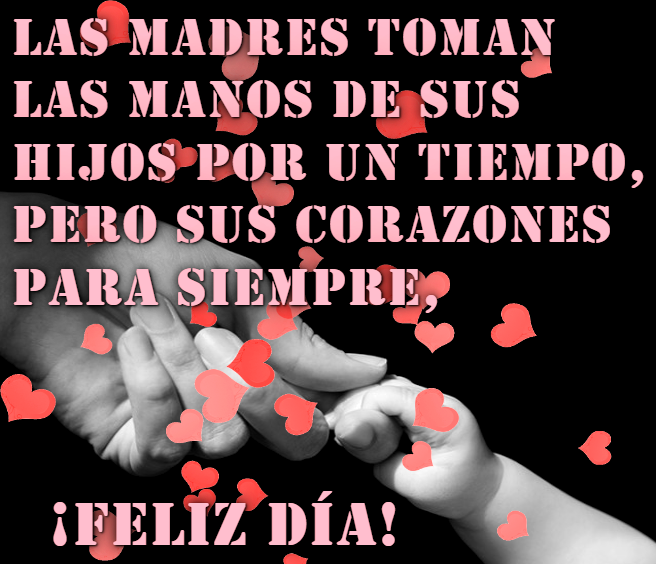 LAS MADRES TOMAN
LAS MANOS DE SUS
HIJOS POR UN TIEMPO,
PERO SUS CORAZONES
PARA SIEMPRE,
¡FELIZ DÍA!